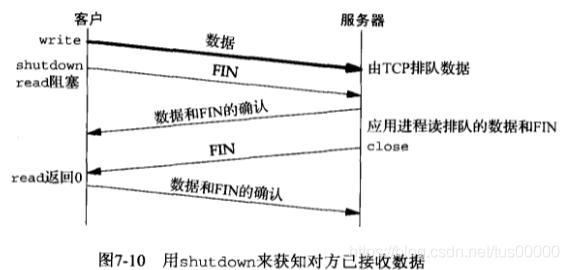 客户 服务器
write 数据
由TCP排队数据
shutdown FIN
read阻塞
数据和FIN的确认
应用进程读排队的数据和FIN
FIN close
read返回0
数据和FIN的确认
图7-10 用shutdown来获知对方已接收数据
https://blog.csdn.net/tus00000